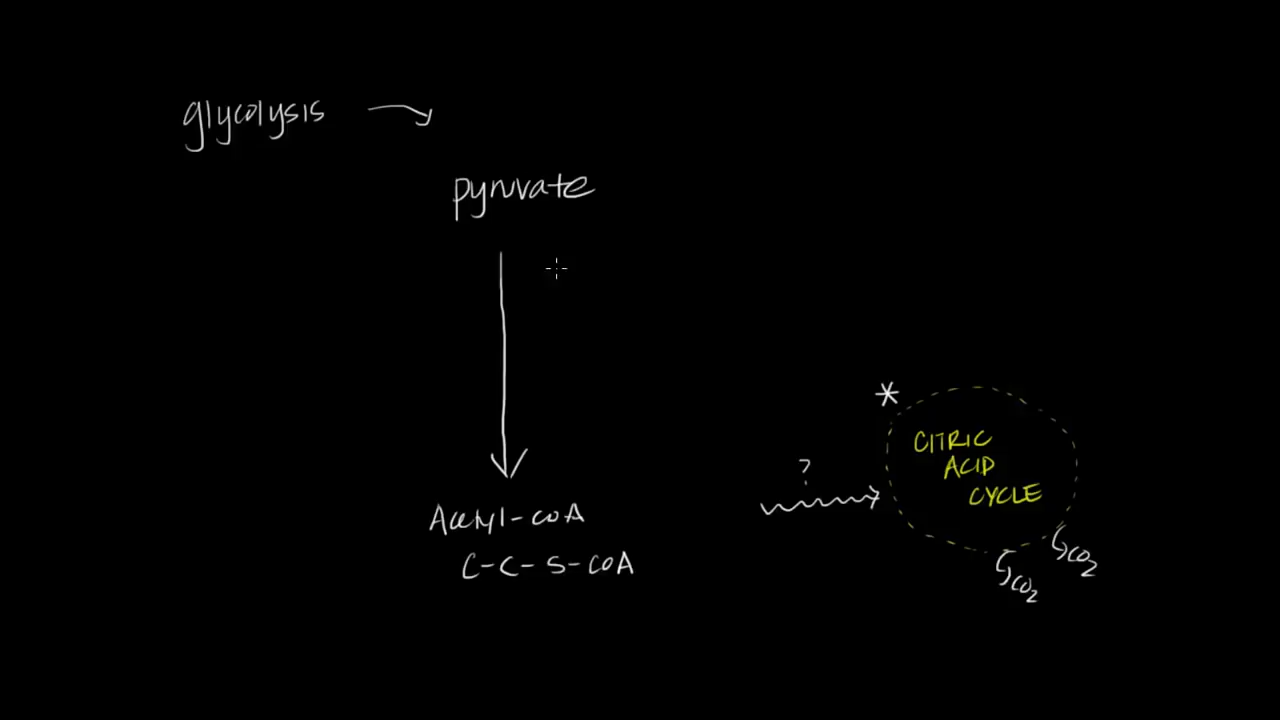 glycolysis
pyruvate
*
CITRIC
ACID
CYCLE
?
Acetyl-coA
C-C-S-COA
CO2
CO2